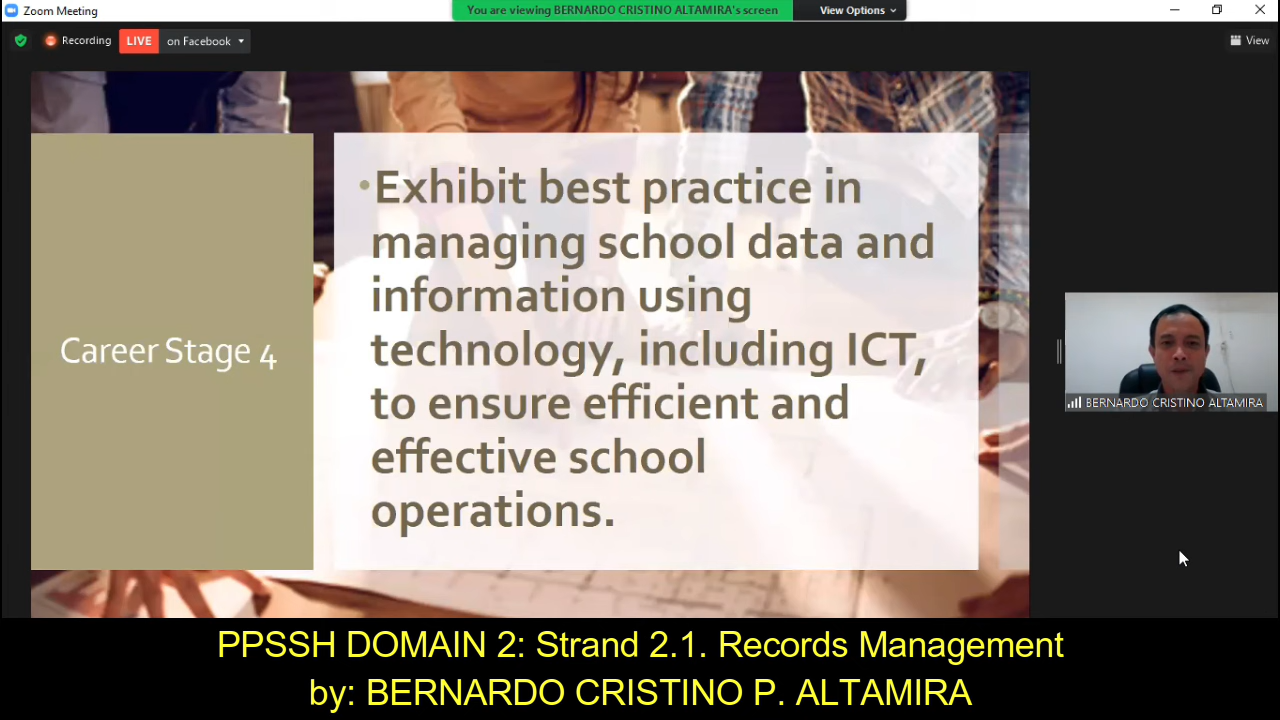 Zoom Meeting
You are viewing BERNARDO CRISTINO ALTAMIRA's screen
View Options
Recording
LIVE
on Facebook
View
Career Stage 4
•Exhibit best practice in
managing school data and
information using
technology, including ICT,
to ensure efficient and
effective school
operations.
BERNARDO CRISTINO ALTAMIRA
PPSSH DOMAIN 2: Strand 2.1. Records Management
by: BERNARDO CRISTINO P. ALTAMIRA